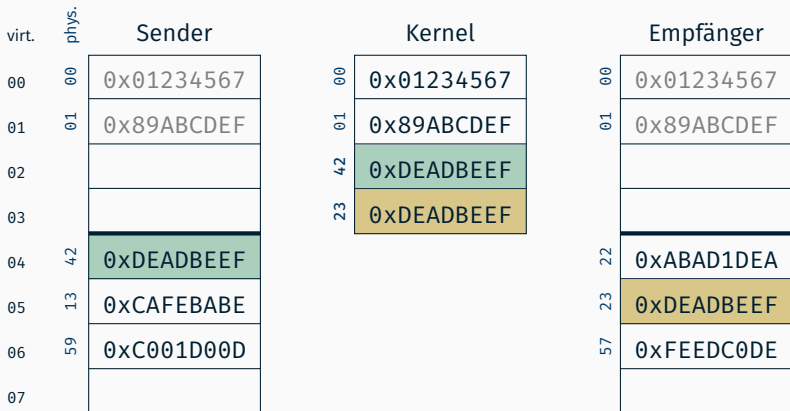 virt. phys. Sender Kernel Empfänger
00 00 0x01234567 00 0x01234567 00 0x01234567
01 01 0x89ABCDEF 01 0x89ABCDEF 01 0x89ABCDEF
02 42 0xDEADBEEF
03 23 0xDEADBEEF
04 42 0xDEADBEEF 22 0xABAD1DEA
05 13 0xCAFEBABE 23 0xDEADBEEF
06 59 0xC001D00D 57 0xFEEDC0DE
07